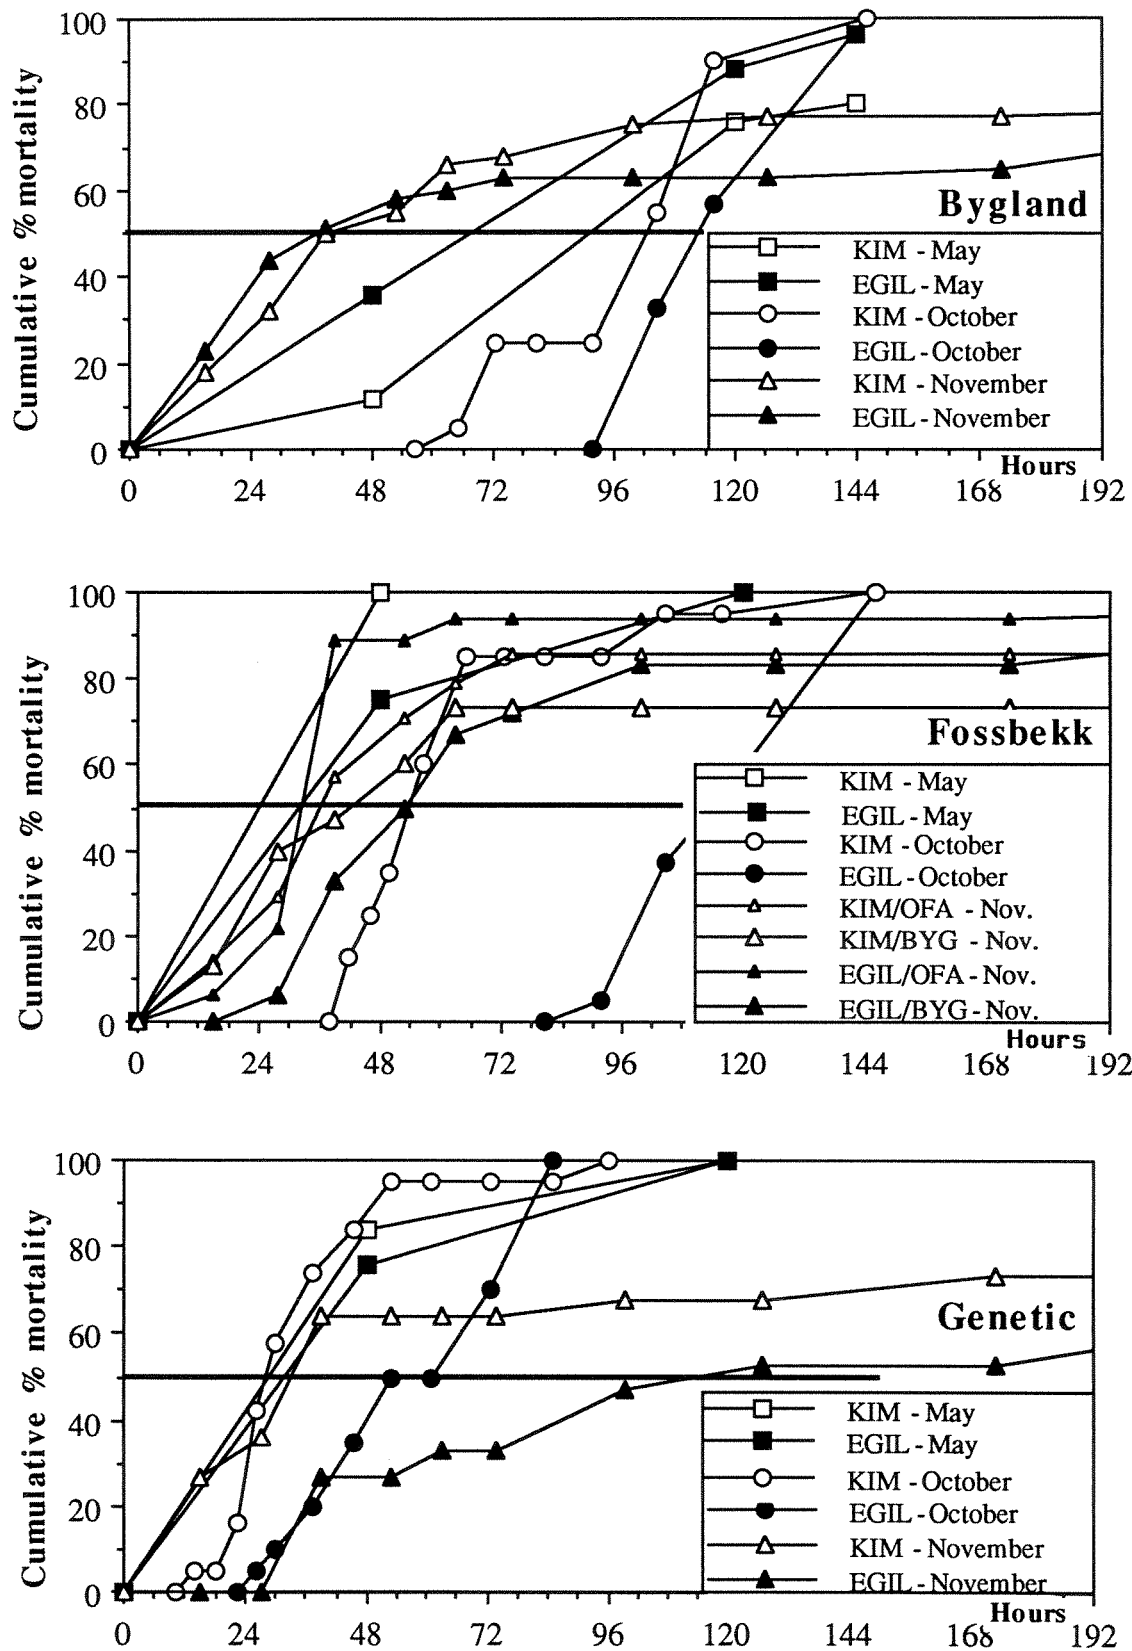 100
80
60
40
20
0
Cumulative % mortality
Bygland
KIM - May
EGIL - May
KIM - October
EGIL - October
KIM - November
EGIL - November
Hours
0 24 48 72 96 120 144 168 192
100
80
60
40
20
0
Cumulative % mortality
Fossbekk
KIM - May
EGIL - May
KIM - October
EGIL - October
KIM/OFA - Nov.
KIM/BYG - Nov.
EGIL/OFA - Nov.
EGIL/BYG - Nov.
Hours
0 24 48 72 96 120 144 168 192
100
80
60
40
20
0
Cumulative % mortality
Genetic
KIM - May
EGIL - May
KIM - October
EGIL - October
KIM - November
EGIL - November
Hours
0 24 48 72 96 120 144 168 192